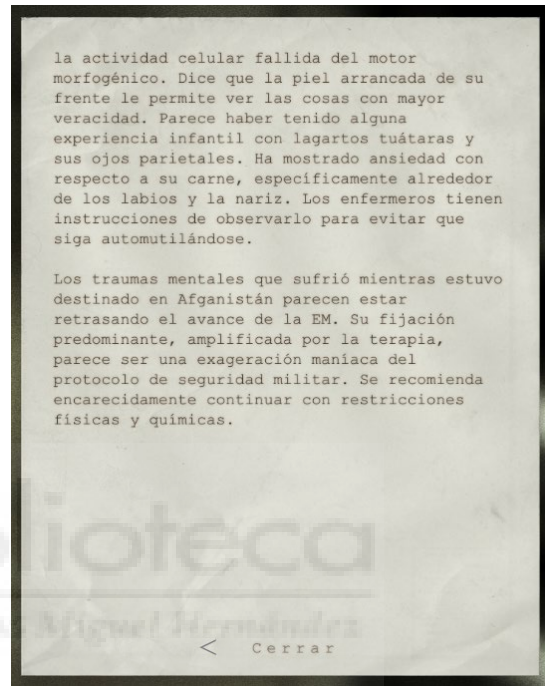 la actividad celular fallida del motor
morfogénico. Dice que la piel arrancada de su
frente le permite ver las cosas con mayor
veracidad. Parece haber tenido alguna
experiencia infantil con lagartos tuátaras y
sus ojos parietales. Ha mostrado ansiedad con
respecto a su carne, específicamente alrededor
de los labios y la nariz. Los enfermeros tienen
instrucciones de observarlo para evitar que
siga automutilándose.
Los traumas mentales que sufrió mientras estuvo
destinado en Afganistán parecen estar
retrasando el avance de la EM. Su fijación
predominante, amplificada por la terapia,
parece ser una exageración maníaca del
protocolo de seguridad militar. Se recomienda
encarecidamente continuar con restricciones
físicas y químicas.
blioteca
Miguel Hernández
< Cerrar